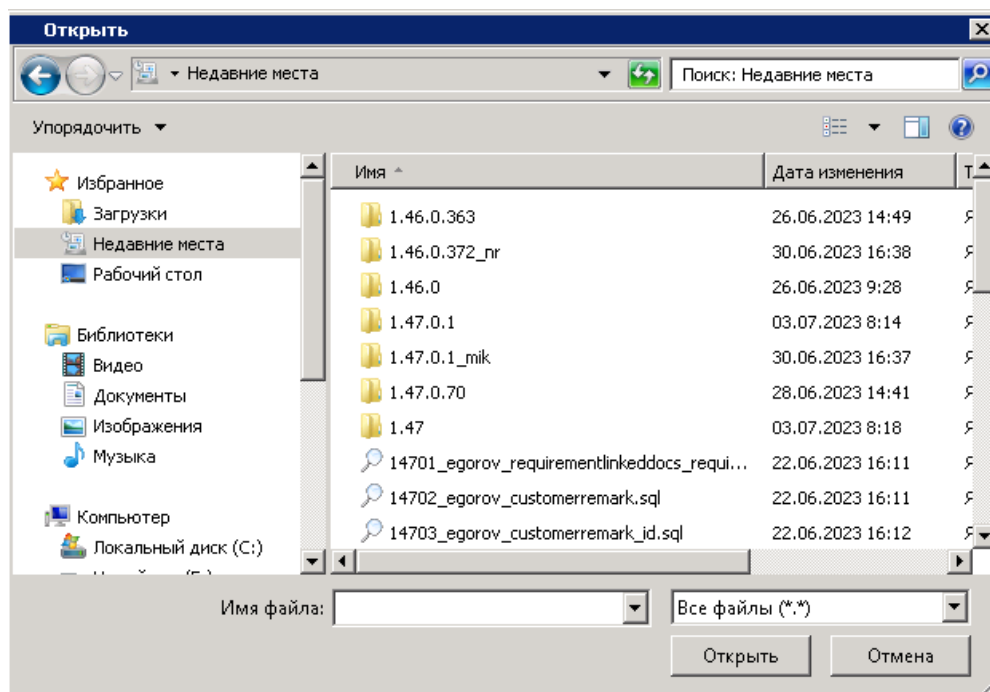 Открыть
Недавние места
Поиск: Недавние места
Упорядочить
Имя
Дата изменения
Т
Избранное
Загрузки
Недавние места
Рабочий стол
Библиотеки
Видео
Документы
Изображения
Музыка
Компьютер
Локальный диск (C:)
1.46.0.363 26.06.2023 14:49 Я
1.46.0.372_nr 30.06.2023 16:38 Я
1.46.0 26.06.2023 9:28 Я
1.47.0.1 03.07.2023 8:14 Я
1.47.0.1_mik 30.06.2023 16:37 Я
1.47.0.70 28.06.2023 14:41 Я
1.47 03.07.2023 8:18 Я
14701_egorov_requirementlinkeddocs_requi... 22.06.2023 16:11 Я
14702_egorov_customerremark.sql 22.06.2023 16:11 Я
14703_egorov_customerremark_id.sql 22.06.2023 16:12 Я
Имя файла:
Все файлы (*.*)
Открыть
Отмена